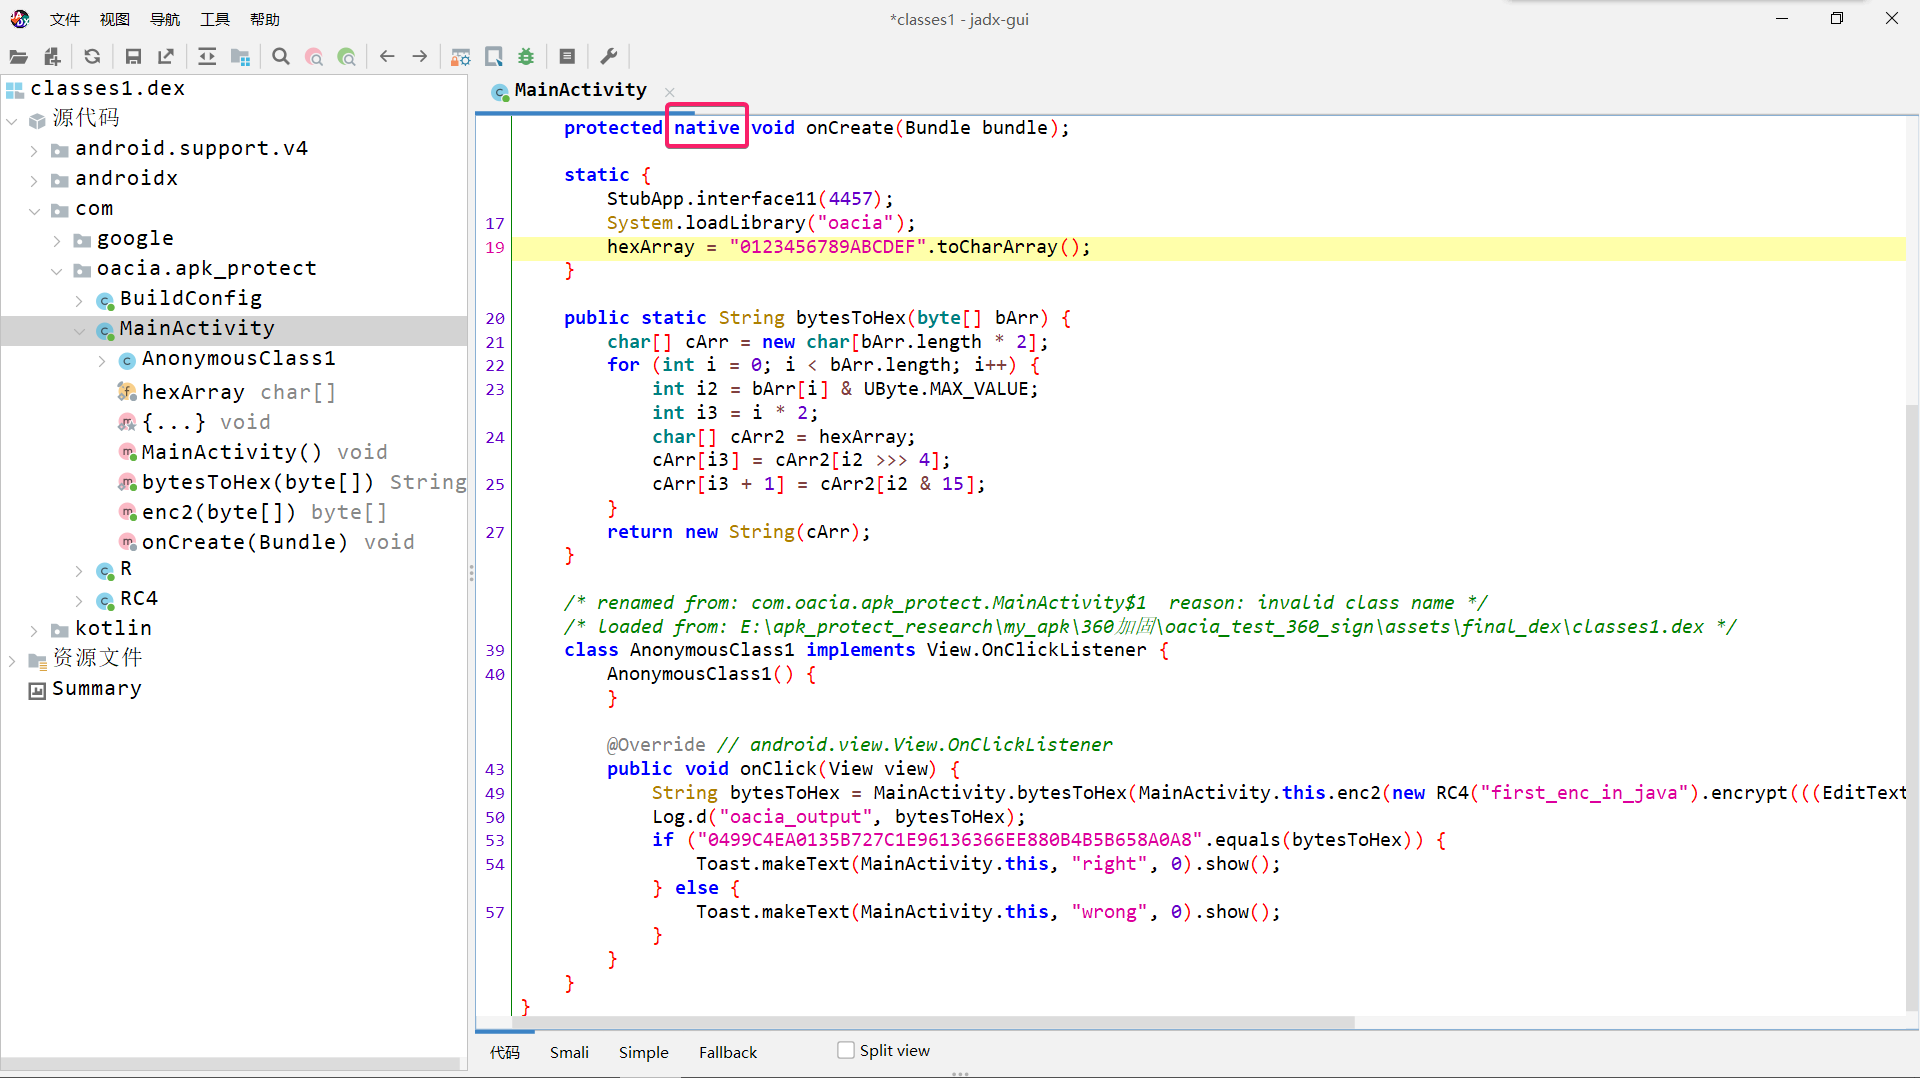 文件 视图 导航 工具 帮助
*classes1 - jadx-gui
classes1.dex
源代码
android.support.v4
androidx
com
google
oacia.apk_protect
BuildConfig
MainActivity
AnonymousClass1
hexArray char[]
{...} void
MainActivity() void
bytesToHex(byte[]) String
enc2(byte[]) byte[]
onCreate(Bundle) void
R
RC4
kotlin
资源文件
Summary
MainActivity
protected native void onCreate(Bundle bundle);
static {
StubApp.interface11(4457);
17 System.loadLibrary("oacia");
19 hexArray = "0123456789ABCDEF".toCharArray();
}
20 public static String bytesToHex(byte[] bArr) {
21 char[] cArr = new char[bArr.length * 2];
22 for (int i = 0; i < bArr.length; i++) {
23 int i2 = bArr[i] & UByte.MAX_VALUE;
int i3 = i * 2;
24 char[] cArr2 = hexArray;
cArr[i3] = cArr2[i2 >>> 4];
25 cArr[i3 + 1] = cArr2[i2 & 15];
}
27 return new String(cArr);
}
/* renamed from: com.oacia.apk_protect.MainActivity$1  reason: invalid class name */
/* loaded from: E:\apk_protect_research\my_apk\360加固\oacia_test_360_sign\assets\final_dex\classes1.dex */
39 class AnonymousClass1 implements View.OnClickListener {
40 AnonymousClass1() {
}
@Override // android.view.View.OnClickListener
43 public void onClick(View view) {
49 String bytesToHex = MainActivity.bytesToHex(MainActivity.this.enc2(new RC4("first_enc_in_java").encrypt(((EditText
50 Log.d("oacia_output", bytesToHex);
53 if ("0499C4EA0135B727C1E96136366EE880B4B5B658A0A8".equals(bytesToHex)) {
54 Toast.makeText(MainActivity.this, "right", 0).show();
} else {
57 Toast.makeText(MainActivity.this, "wrong", 0).show();
}
}
}
}
代码 Smali Simple Fallback Split view